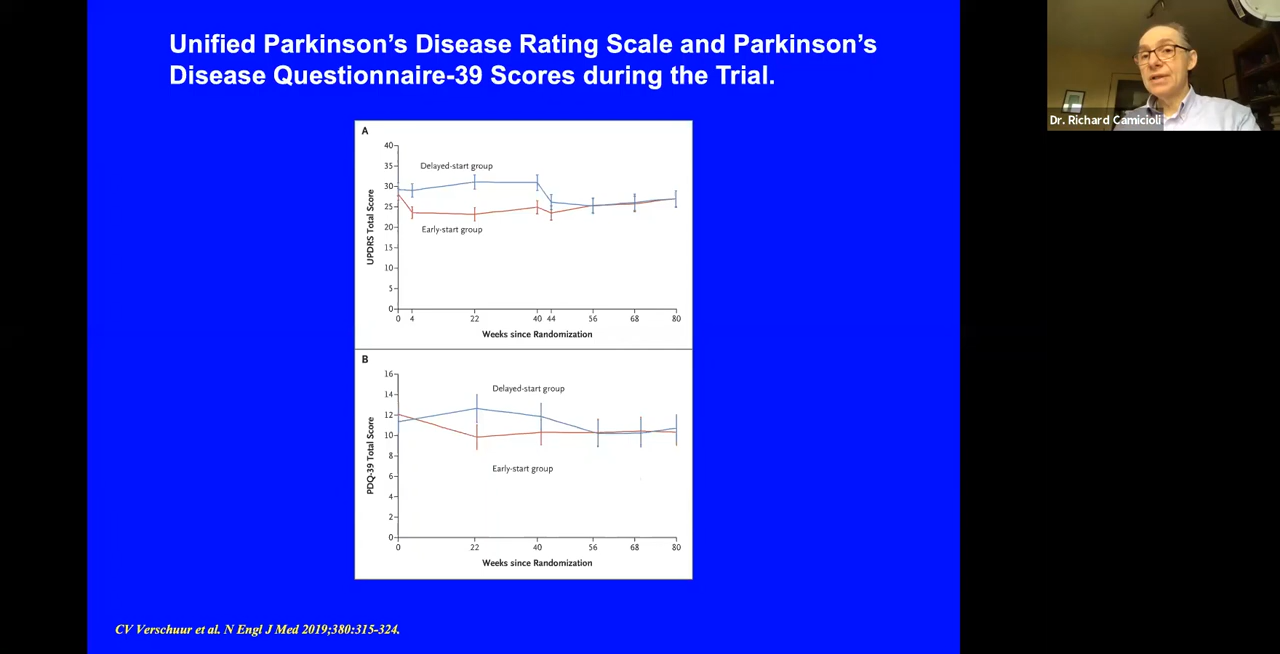 Unified Parkinson's Disease Rating Scale and Parkinson's
Disease Questionnaire-39 Scores during the Trial.
Dr. Richard Camicioli
A
40
35
30
25
20
15
10
5
0
UPDRS Total Score
Delayed-start group
Early-start group
0 4 22 40 44 56 68 80
Weeks since Randomization
B
16
14
12
10
8
6
4
2
0
PDQ-39 Total Score
Delayed-start group
Early-start group
0 22 40 56 68 80
Weeks since Randomization
CV Verschuur et al. N Engl J Med 2019;380:315-324.